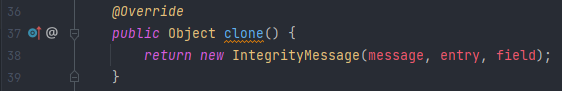 36 @Override
37 @ public Object clone() {
38 return new IntegrityMessage(message, entry, field);
39 }